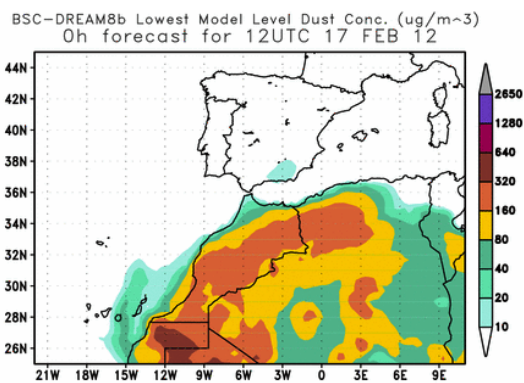 BSC-DREAM8b Lowest Model Level Dust Conc. (ug/m^3)
0h forecast for 12UTC 17 FEB 12
44N
42N
40N
38N
36N
34N
32N
30N
28N
26N
21W 18W 15W 12W 9W 6W 3W 0 3E 6E 9E
2650
1280
640
320
160
80
40
20
10